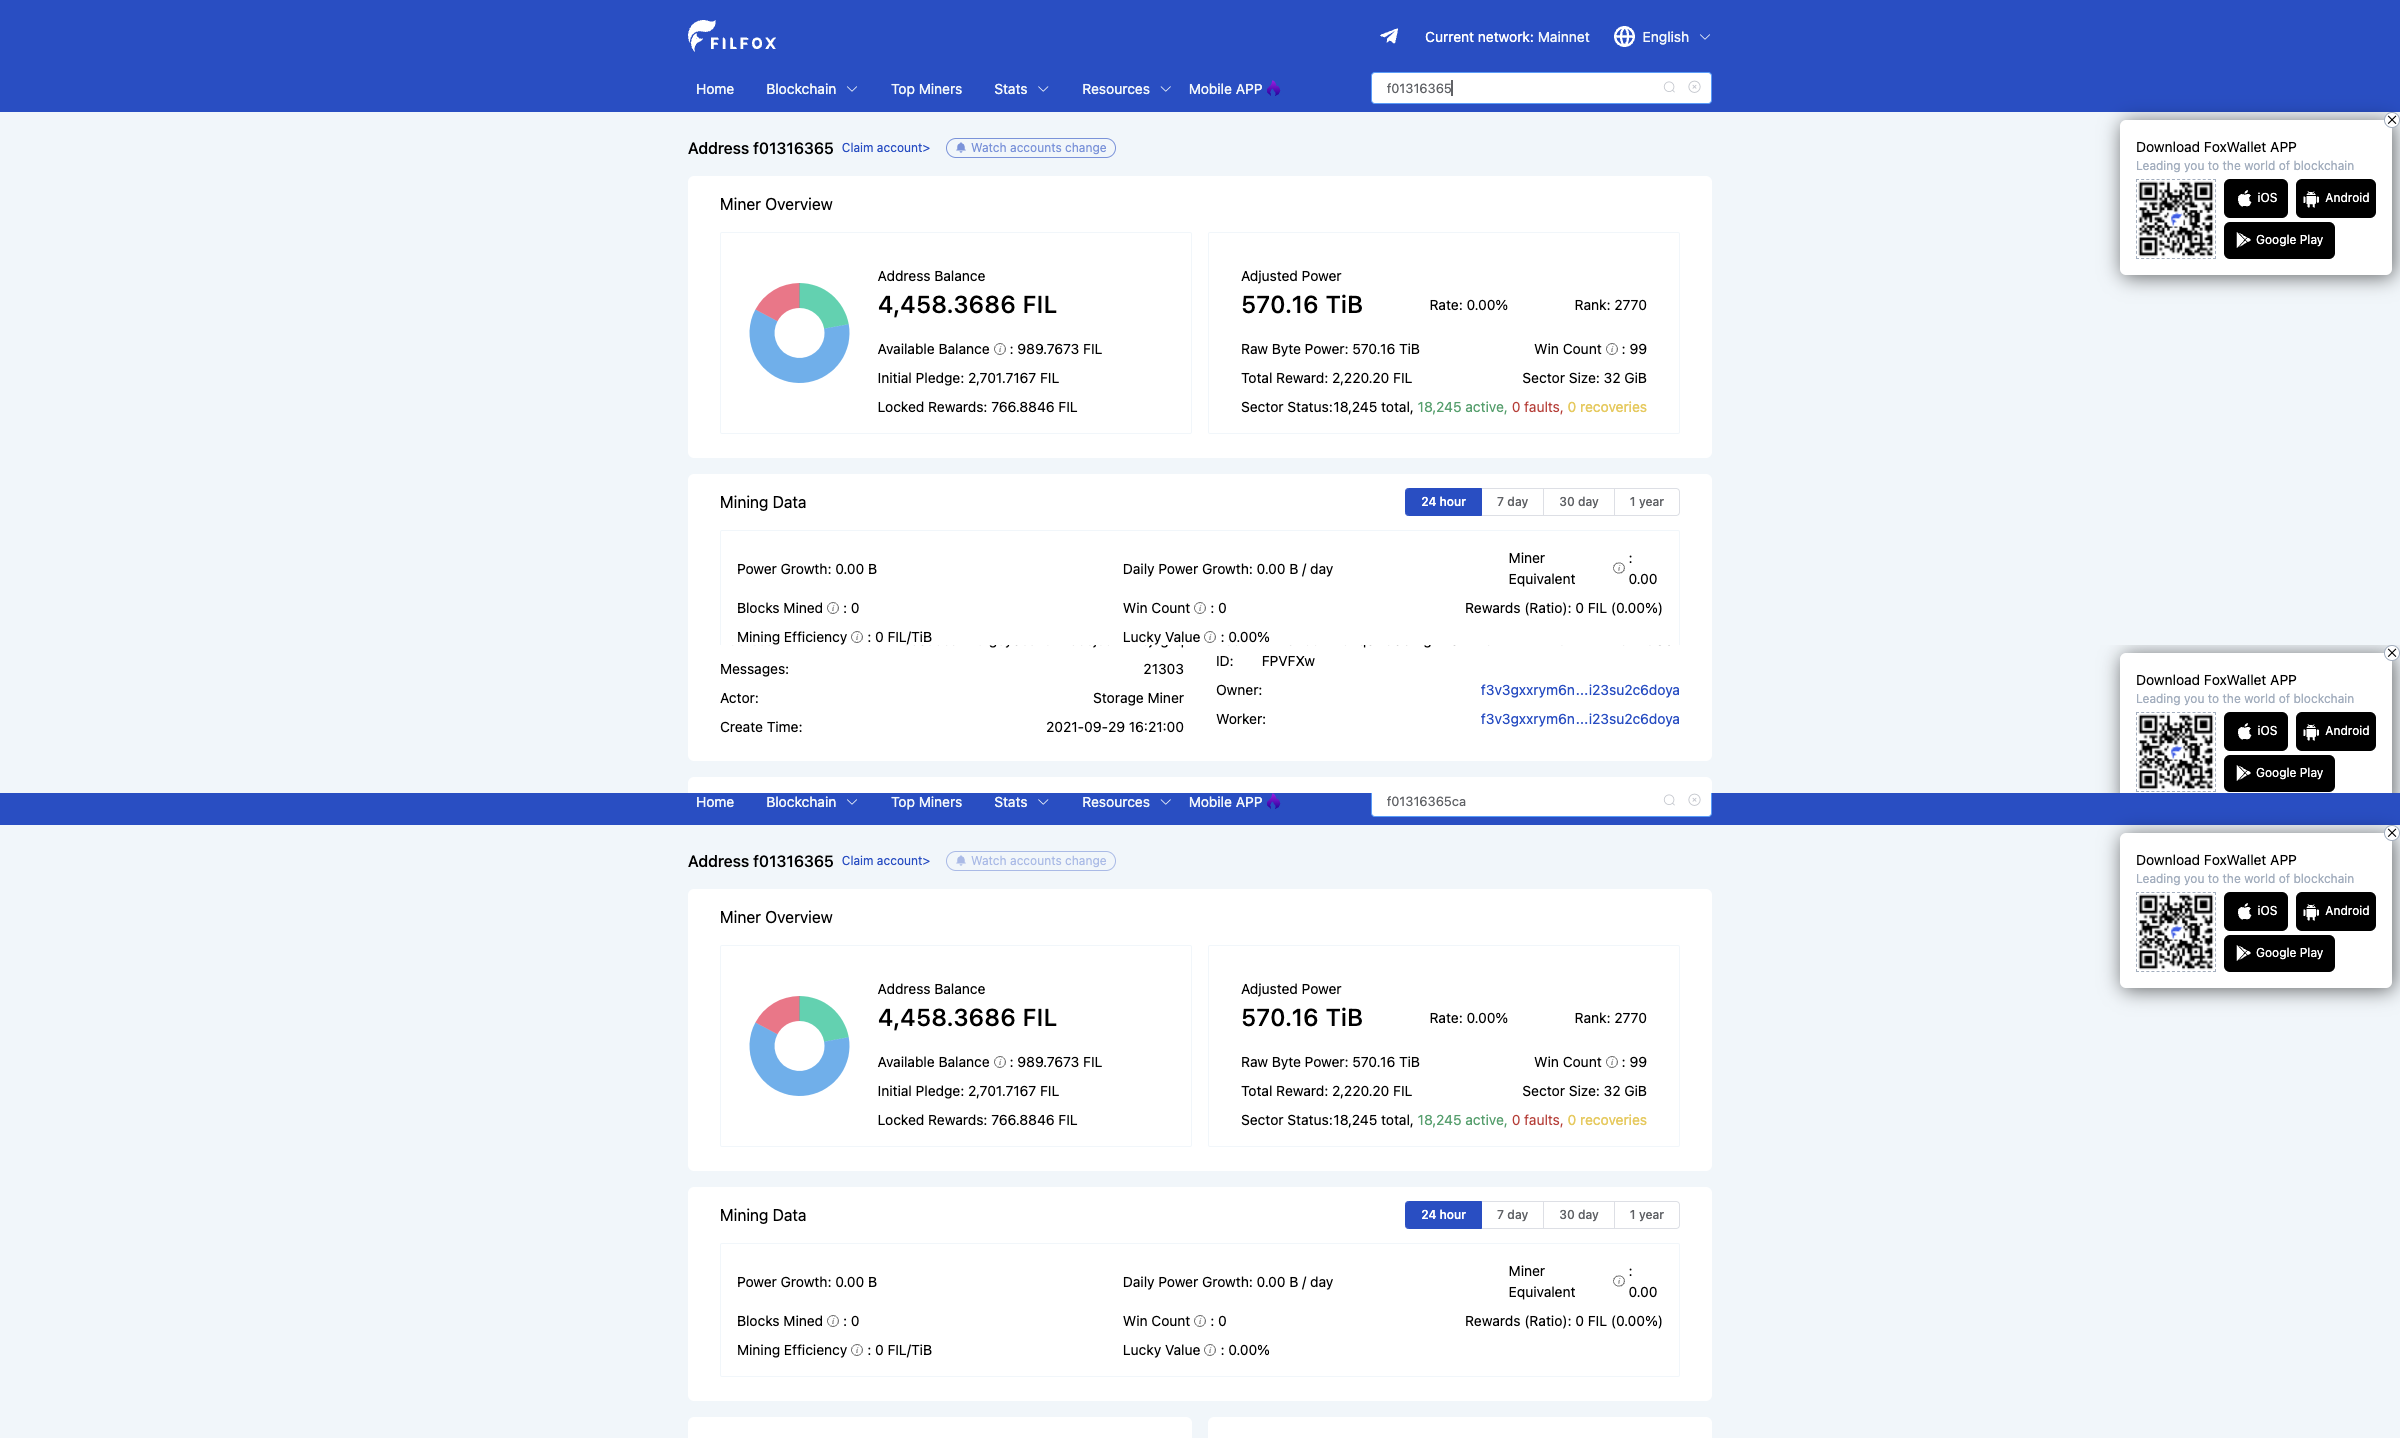 FILFOX
Current network: Mainnet
English
Home Blockchain Top Miners Stats Resources Mobile APP
f01316365
Address f01316365 Claim account> Watch accounts change
Download FoxWallet APP
Leading you to the world of blockchain
iOS
Android
Google Play
Miner Overview
Address Balance
4,458.3686 FIL
Available Balance : 989.7673 FIL
Initial Pledge: 2,701.7167 FIL
Locked Rewards: 766.8846 FIL
Adjusted Power
570.16 TiB Rate: 0.00% Rank: 2770
Raw Byte Power: 570.16 TiB Win Count : 99
Total Reward: 2,220.20 FIL Sector Size: 32 GiB
Sector Status:18,245 total, 18,245 active, 0 faults, 0 recoveries
Mining Data
24 hour 7 day 30 day 1 year
Power Growth: 0.00 B
Daily Power Growth: 0.00 B / day
Miner Equivalent : 0.00
Blocks Mined : 0
Win Count : 0
Rewards (Ratio): 0 FIL (0.00%)
Mining Efficiency : 0 FIL/TiB
Lucky Value : 0.00%
Messages: 21303
Actor: Storage Miner
Create Time: 2021-09-29 16:21:00
ID: FPVFXw
Owner: f3v3gxxrym6n...i23su2c6doya
Worker: f3v3gxxrym6n...i23su2c6doya
Download FoxWallet APP
Leading you to the world of blockchain
iOS
Android
Google Play
Home Blockchain Top Miners Stats Resources Mobile APP
f01316365ca
Address f01316365 Claim account> Watch accounts change
Download FoxWallet APP
Leading you to the world of blockchain
iOS
Android
Google Play
Miner Overview
Address Balance
4,458.3686 FIL
Available Balance : 989.7673 FIL
Initial Pledge: 2,701.7167 FIL
Locked Rewards: 766.8846 FIL
Adjusted Power
570.16 TiB Rate: 0.00% Rank: 2770
Raw Byte Power: 570.16 TiB Win Count : 99
Total Reward: 2,220.20 FIL Sector Size: 32 GiB
Sector Status:18,245 total, 18,245 active, 0 faults, 0 recoveries
Mining Data
24 hour 7 day 30 day 1 year
Power Growth: 0.00 B
Daily Power Growth: 0.00 B / day
Miner Equivalent : 0.00
Blocks Mined : 0
Win Count : 0
Rewards (Ratio): 0 FIL (0.00%)
Mining Efficiency : 0 FIL/TiB
Lucky Value : 0.00%